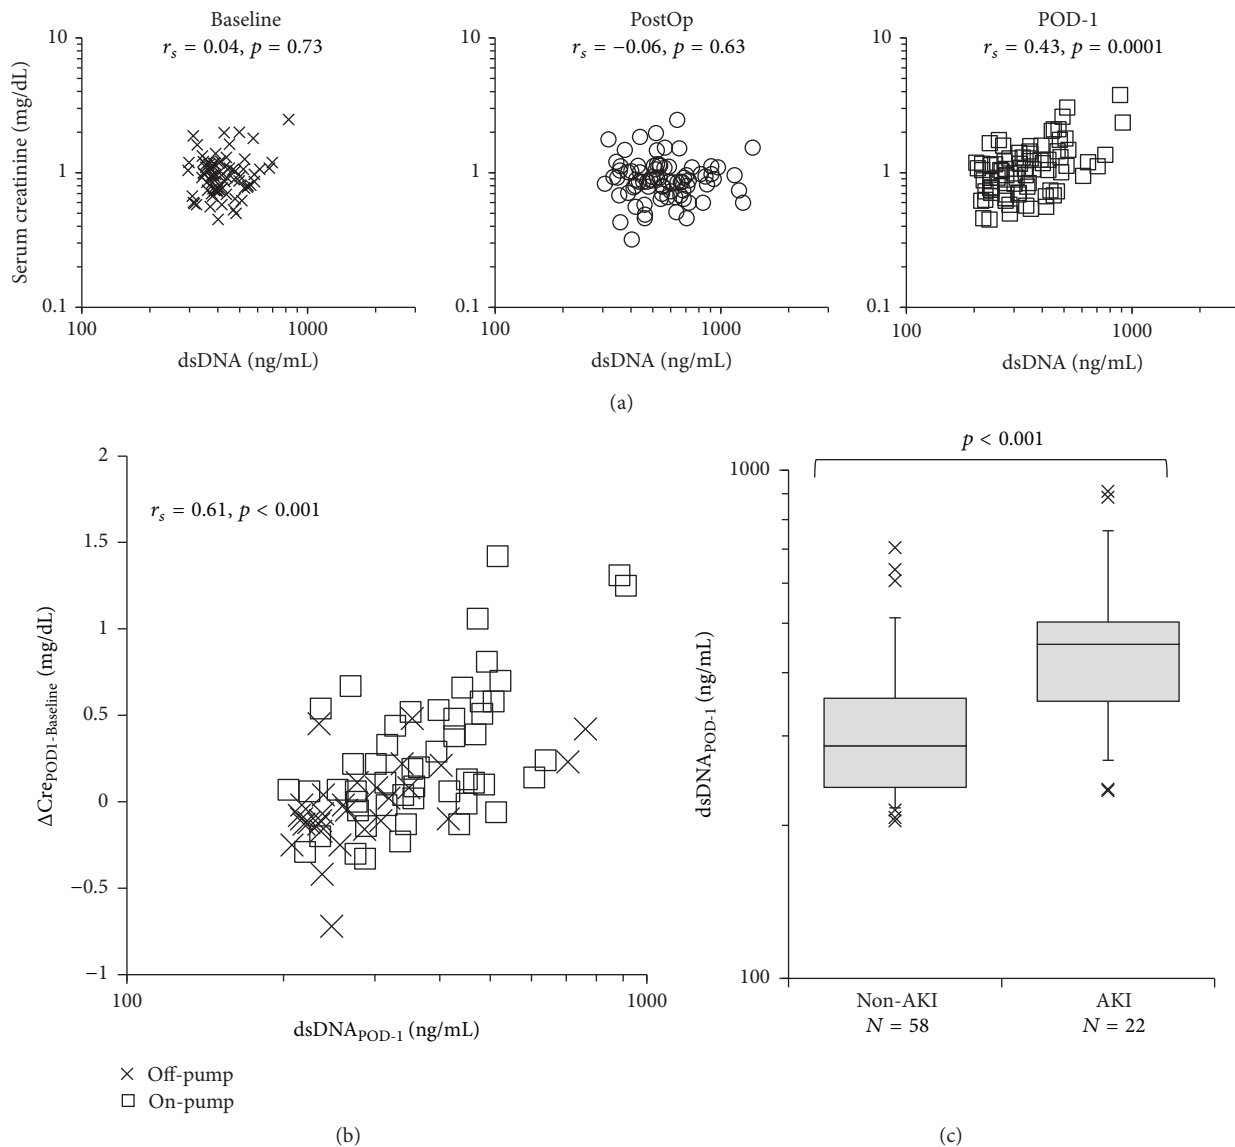 Baseline
r_s = 0.04, p = 0.73
PostOp
r_s = −0.06, p = 0.63
POD-1
r_s = 0.43, p = 0.0001
Serum creatinine (mg/dL)
10
1
0.1
100
1000
dsDNA (ng/mL)
10
1
0.1
100
1000
dsDNA (ng/mL)
10
1
0.1
100
1000
dsDNA (ng/mL)
(a)
r_s = 0.61, p < 0.001
ΔCre_POD1-Baseline (mg/dL)
2
1.5
1
0.5
0
−0.5
−1
100
1000
dsDNA_POD-1 (ng/mL)
Off-pump
On-pump
(b)
p < 0.001
dsDNA_POD-1 (ng/mL)
1000
100
Non-AKI
N = 58
AKI
N = 22
(c)